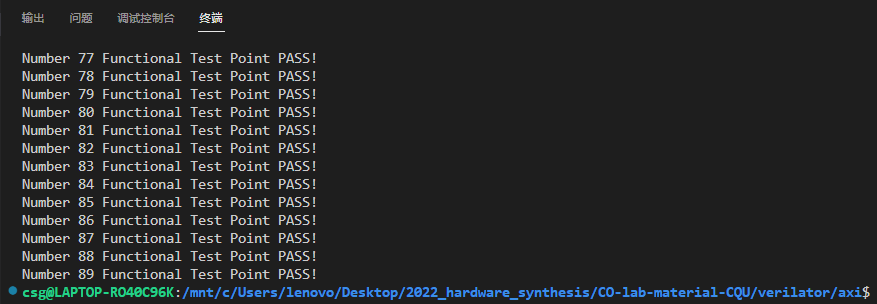 输出 问题 调试控制台 终端
Number 77 Functional Test Point PASS!
Number 78 Functional Test Point PASS!
Number 79 Functional Test Point PASS!
Number 80 Functional Test Point PASS!
Number 81 Functional Test Point PASS!
Number 82 Functional Test Point PASS!
Number 83 Functional Test Point PASS!
Number 84 Functional Test Point PASS!
Number 85 Functional Test Point PASS!
Number 86 Functional Test Point PASS!
Number 87 Functional Test Point PASS!
Number 88 Functional Test Point PASS!
Number 89 Functional Test Point PASS!
csg@LAPTOP-RO40C96K:/mnt/c/Users/lenovo/Desktop/2022_hardware_synthesis/CO-lab-material-CQU/verilator/axi$